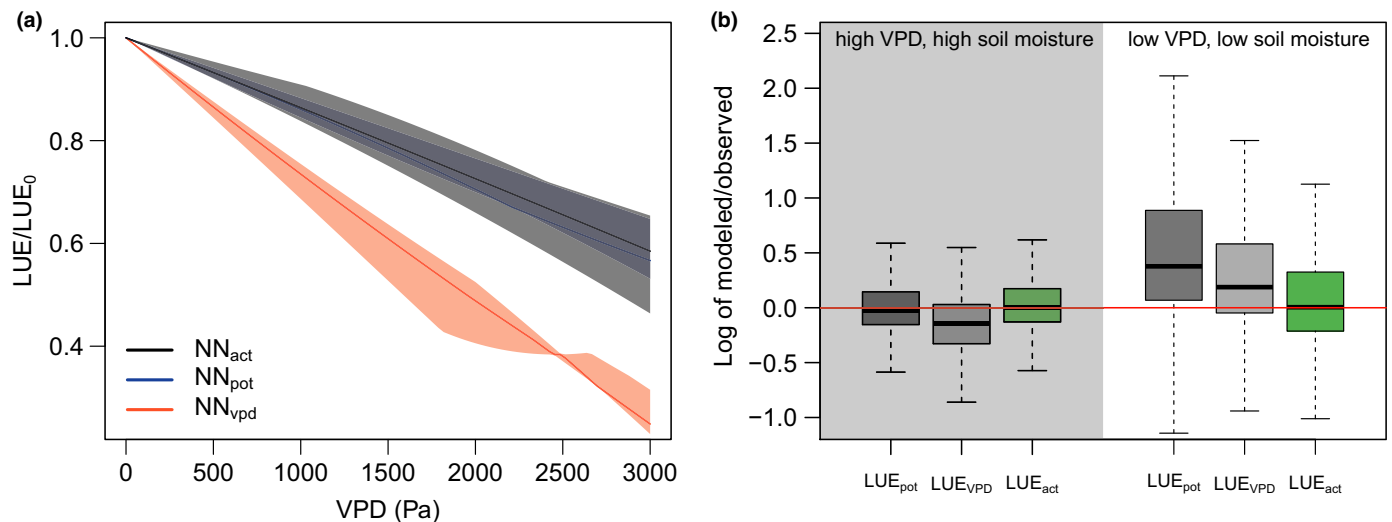 (a)
1.0
0.8
0.6
0.4
LUE/LUE₀
NNact
NNpot
NNvpd
0 500 1000 1500 2000 2500 3000
VPD (Pa)
(b)
high VPD, high soil moisture
low VPD, low soil moisture
2.5
2.0
1.5
1.0
0.5
0.0
−0.5
−1.0
Log of modeled/observed
LUEpot LUEVPD LUEact LUEpot LUEVPD LUEact